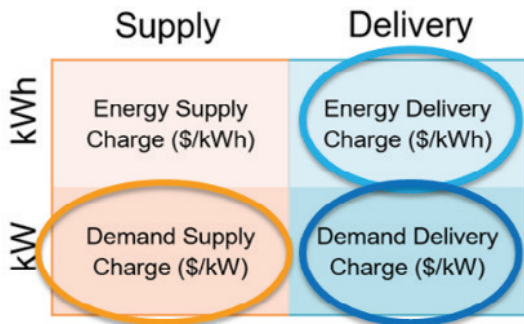 Supply
Delivery
kWh
Energy Supply
Charge ($/kWh)
Energy Delivery
Charge ($/kWh)
kW
Demand Supply
Charge ($/kW)
Demand Delivery
Charge ($/kW)